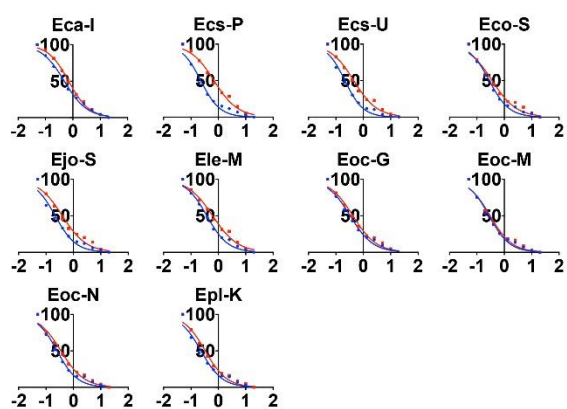 Eca-I Ecs-P Ecs-U Eco-S
100 100 100 100
50 50 50 50
-2 -1 0 1 2 -2 -1 0 1 2 -2 -1 0 1 2 -2 -1 0 1 2
Ejo-S Ele-M Eoc-G Eoc-M
100 100 100 100
50 50 50 50
-2 -1 0 1 2 -2 -1 0 1 2 -2 -1 0 1 2 -2 -1 0 1 2
Eoc-N Epl-K
100 100
50 50
-2 -1 0 1 2 -2 -1 0 1 2